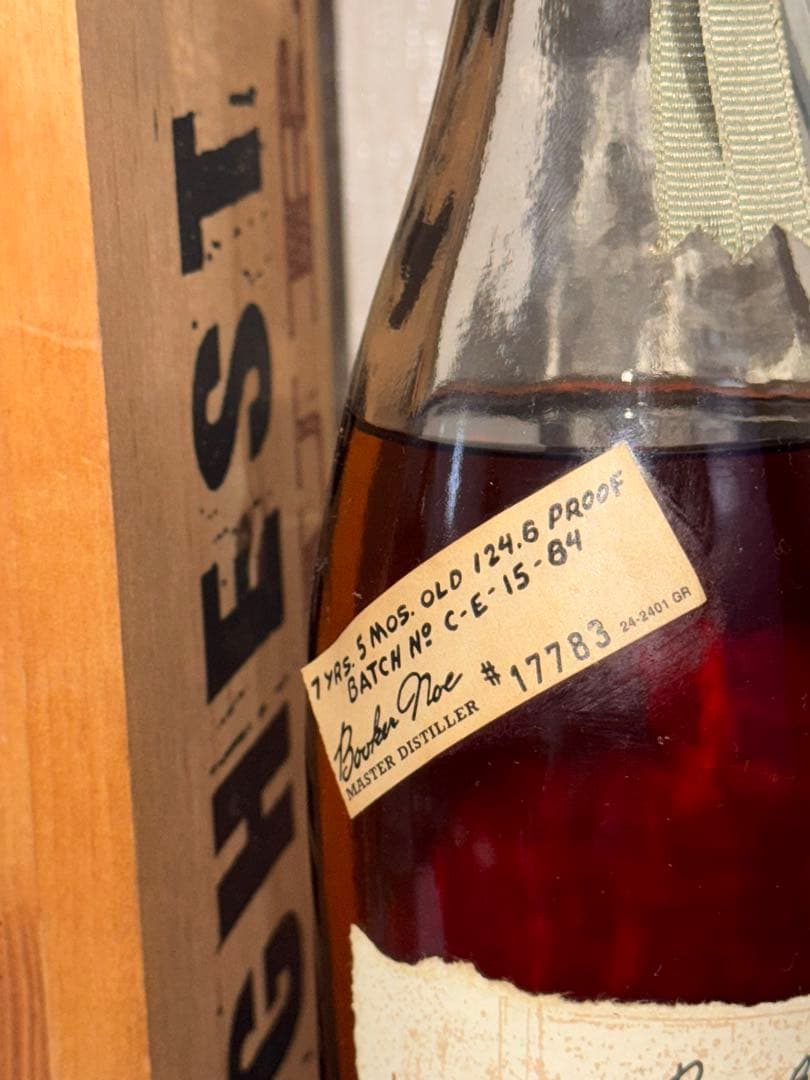 GHEST
7 YRS. 5 MOS. OLD 124.6 PROOF
BATCH Nº C-E-15-84
Booker Noe # 17783 24-2401 GR
MASTER DISTILLER